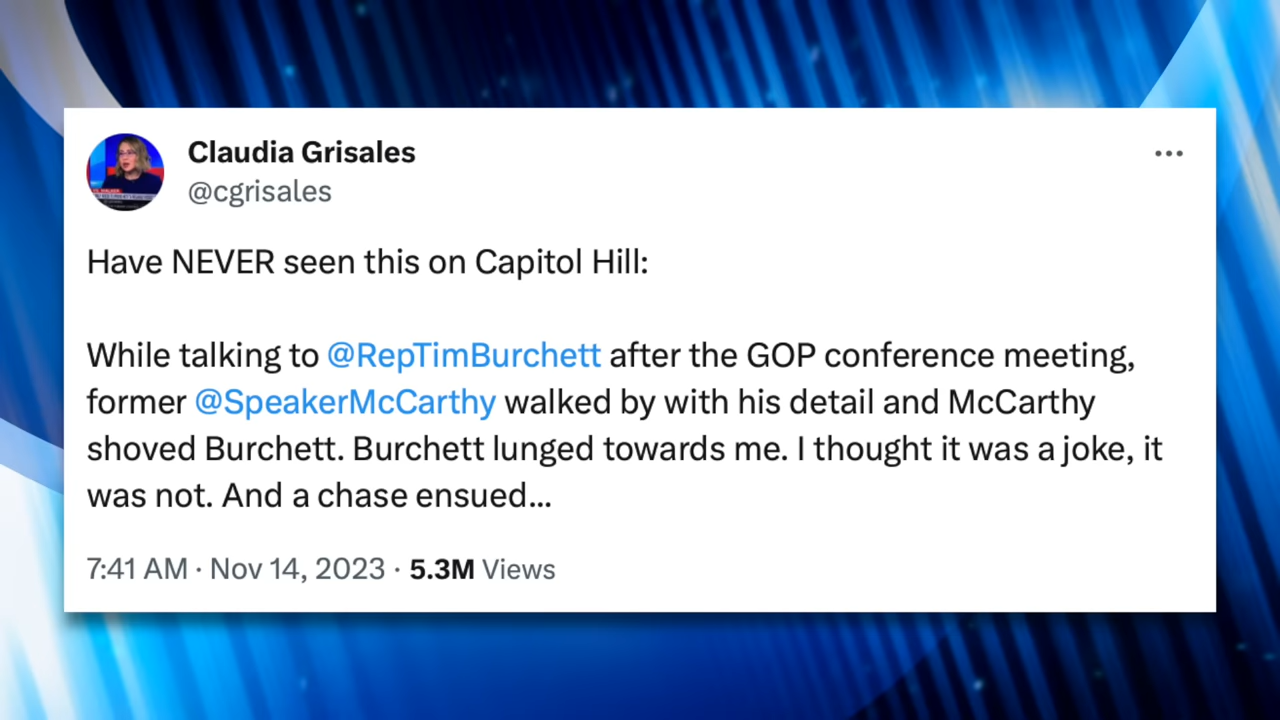 Claudia Grisales
@cgrisales
Have NEVER seen this on Capitol Hill:
While talking to @RepTimBurchett after the GOP conference meeting,
former @SpeakerMcCarthy walked by with his detail and McCarthy
shoved Burchett. Burchett lunged towards me. I thought it was a joke, it
was not. And a chase ensued...
7:41 AM · Nov 14, 2023 · 5.3M Views